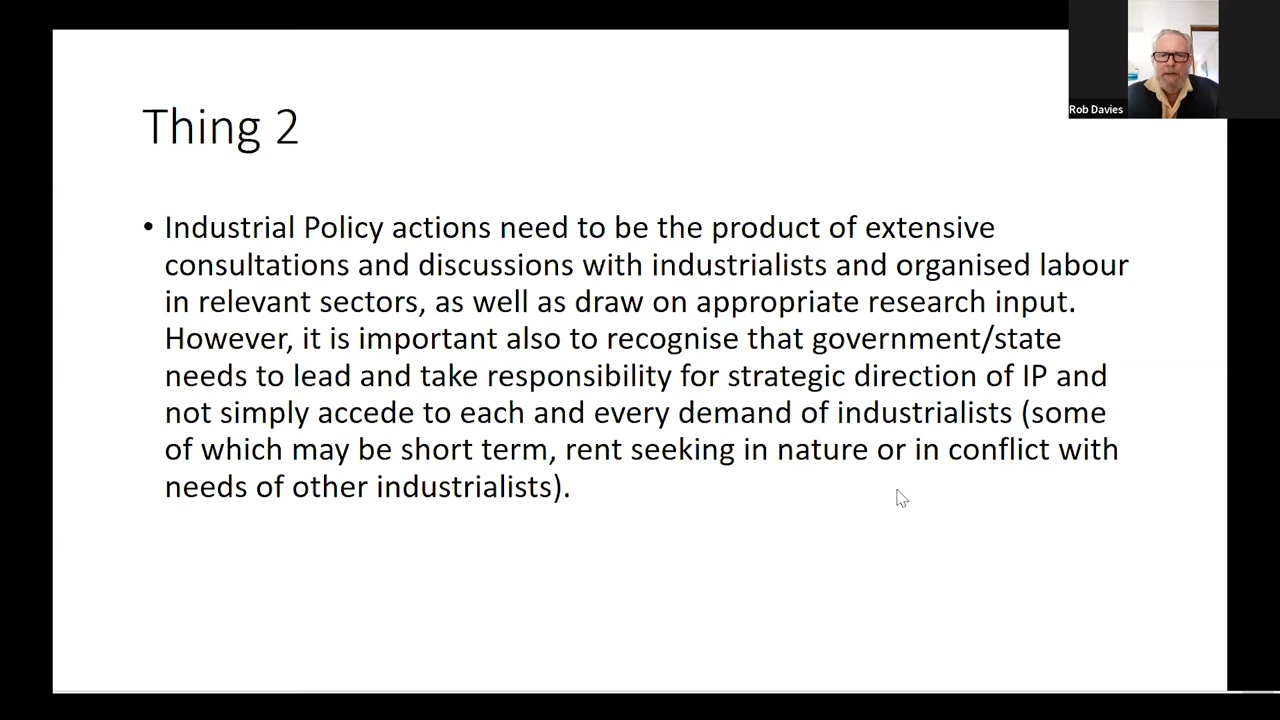 Rob Davies
Thing 2
• Industrial Policy actions need to be the product of extensive
consultations and discussions with industrialists and organised labour
in relevant sectors, as well as draw on appropriate research input.
However, it is important also to recognise that government/state
needs to lead and take responsibility for strategic direction of IP and
not simply accede to each and every demand of industrialists (some
of which may be short term, rent seeking in nature or in conflict with
needs of other industrialists).